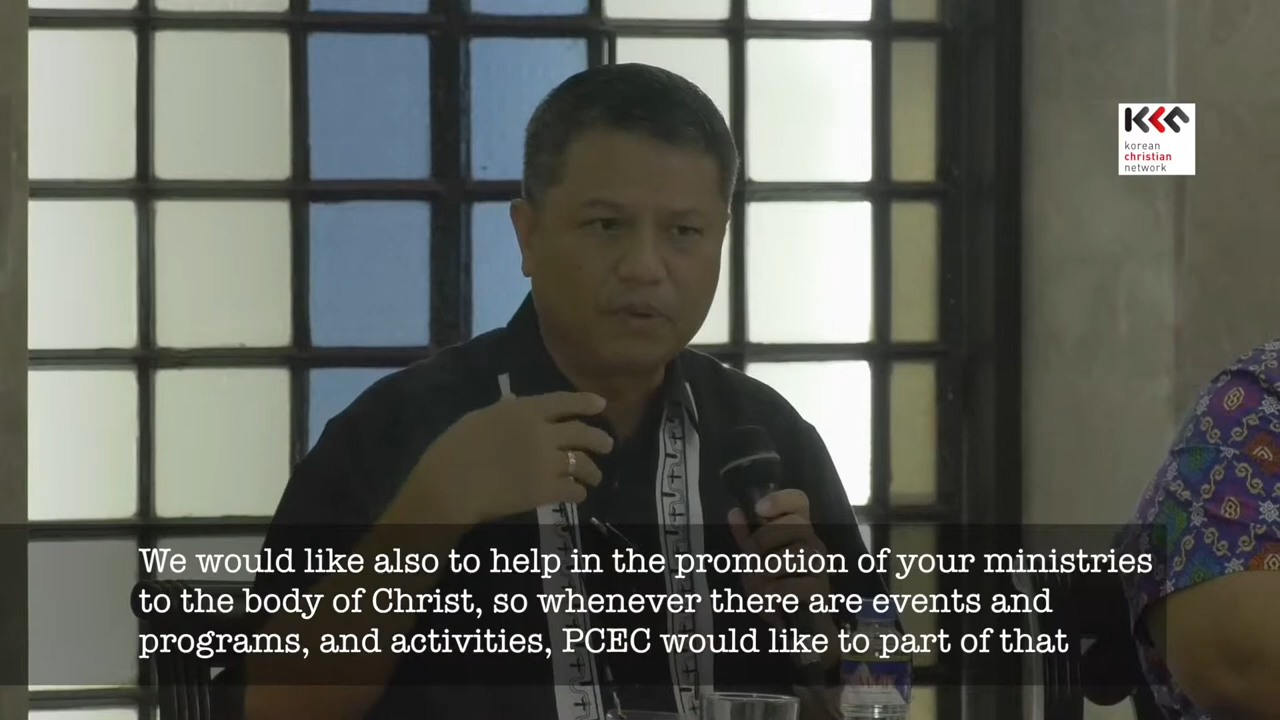 KCN
korean
christian
network
We would like also to help in the promotion of your ministries
to the body of Christ, so whenever there are events and
programs, and activities, PCEC would like to part of that